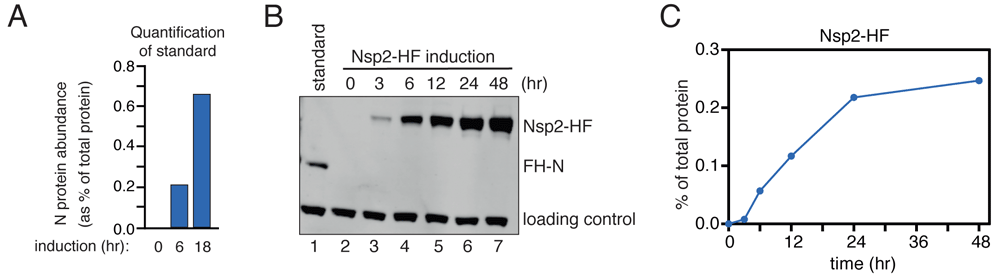 A
Quantification
of standard
N protein abundance
(as % of total protein)
0.8
0.6
0.4
0.2
0.0
induction (hr): 0 6 18
B
standard
Nsp2-HF induction
0 3 6 12 24 48 (hr)
Nsp2-HF
FH-N
loading control
1 2 3 4 5 6 7
C
Nsp2-HF
% of total protein
0.3
0.2
0.1
0.0
0 12 24 36 48
time (hr)